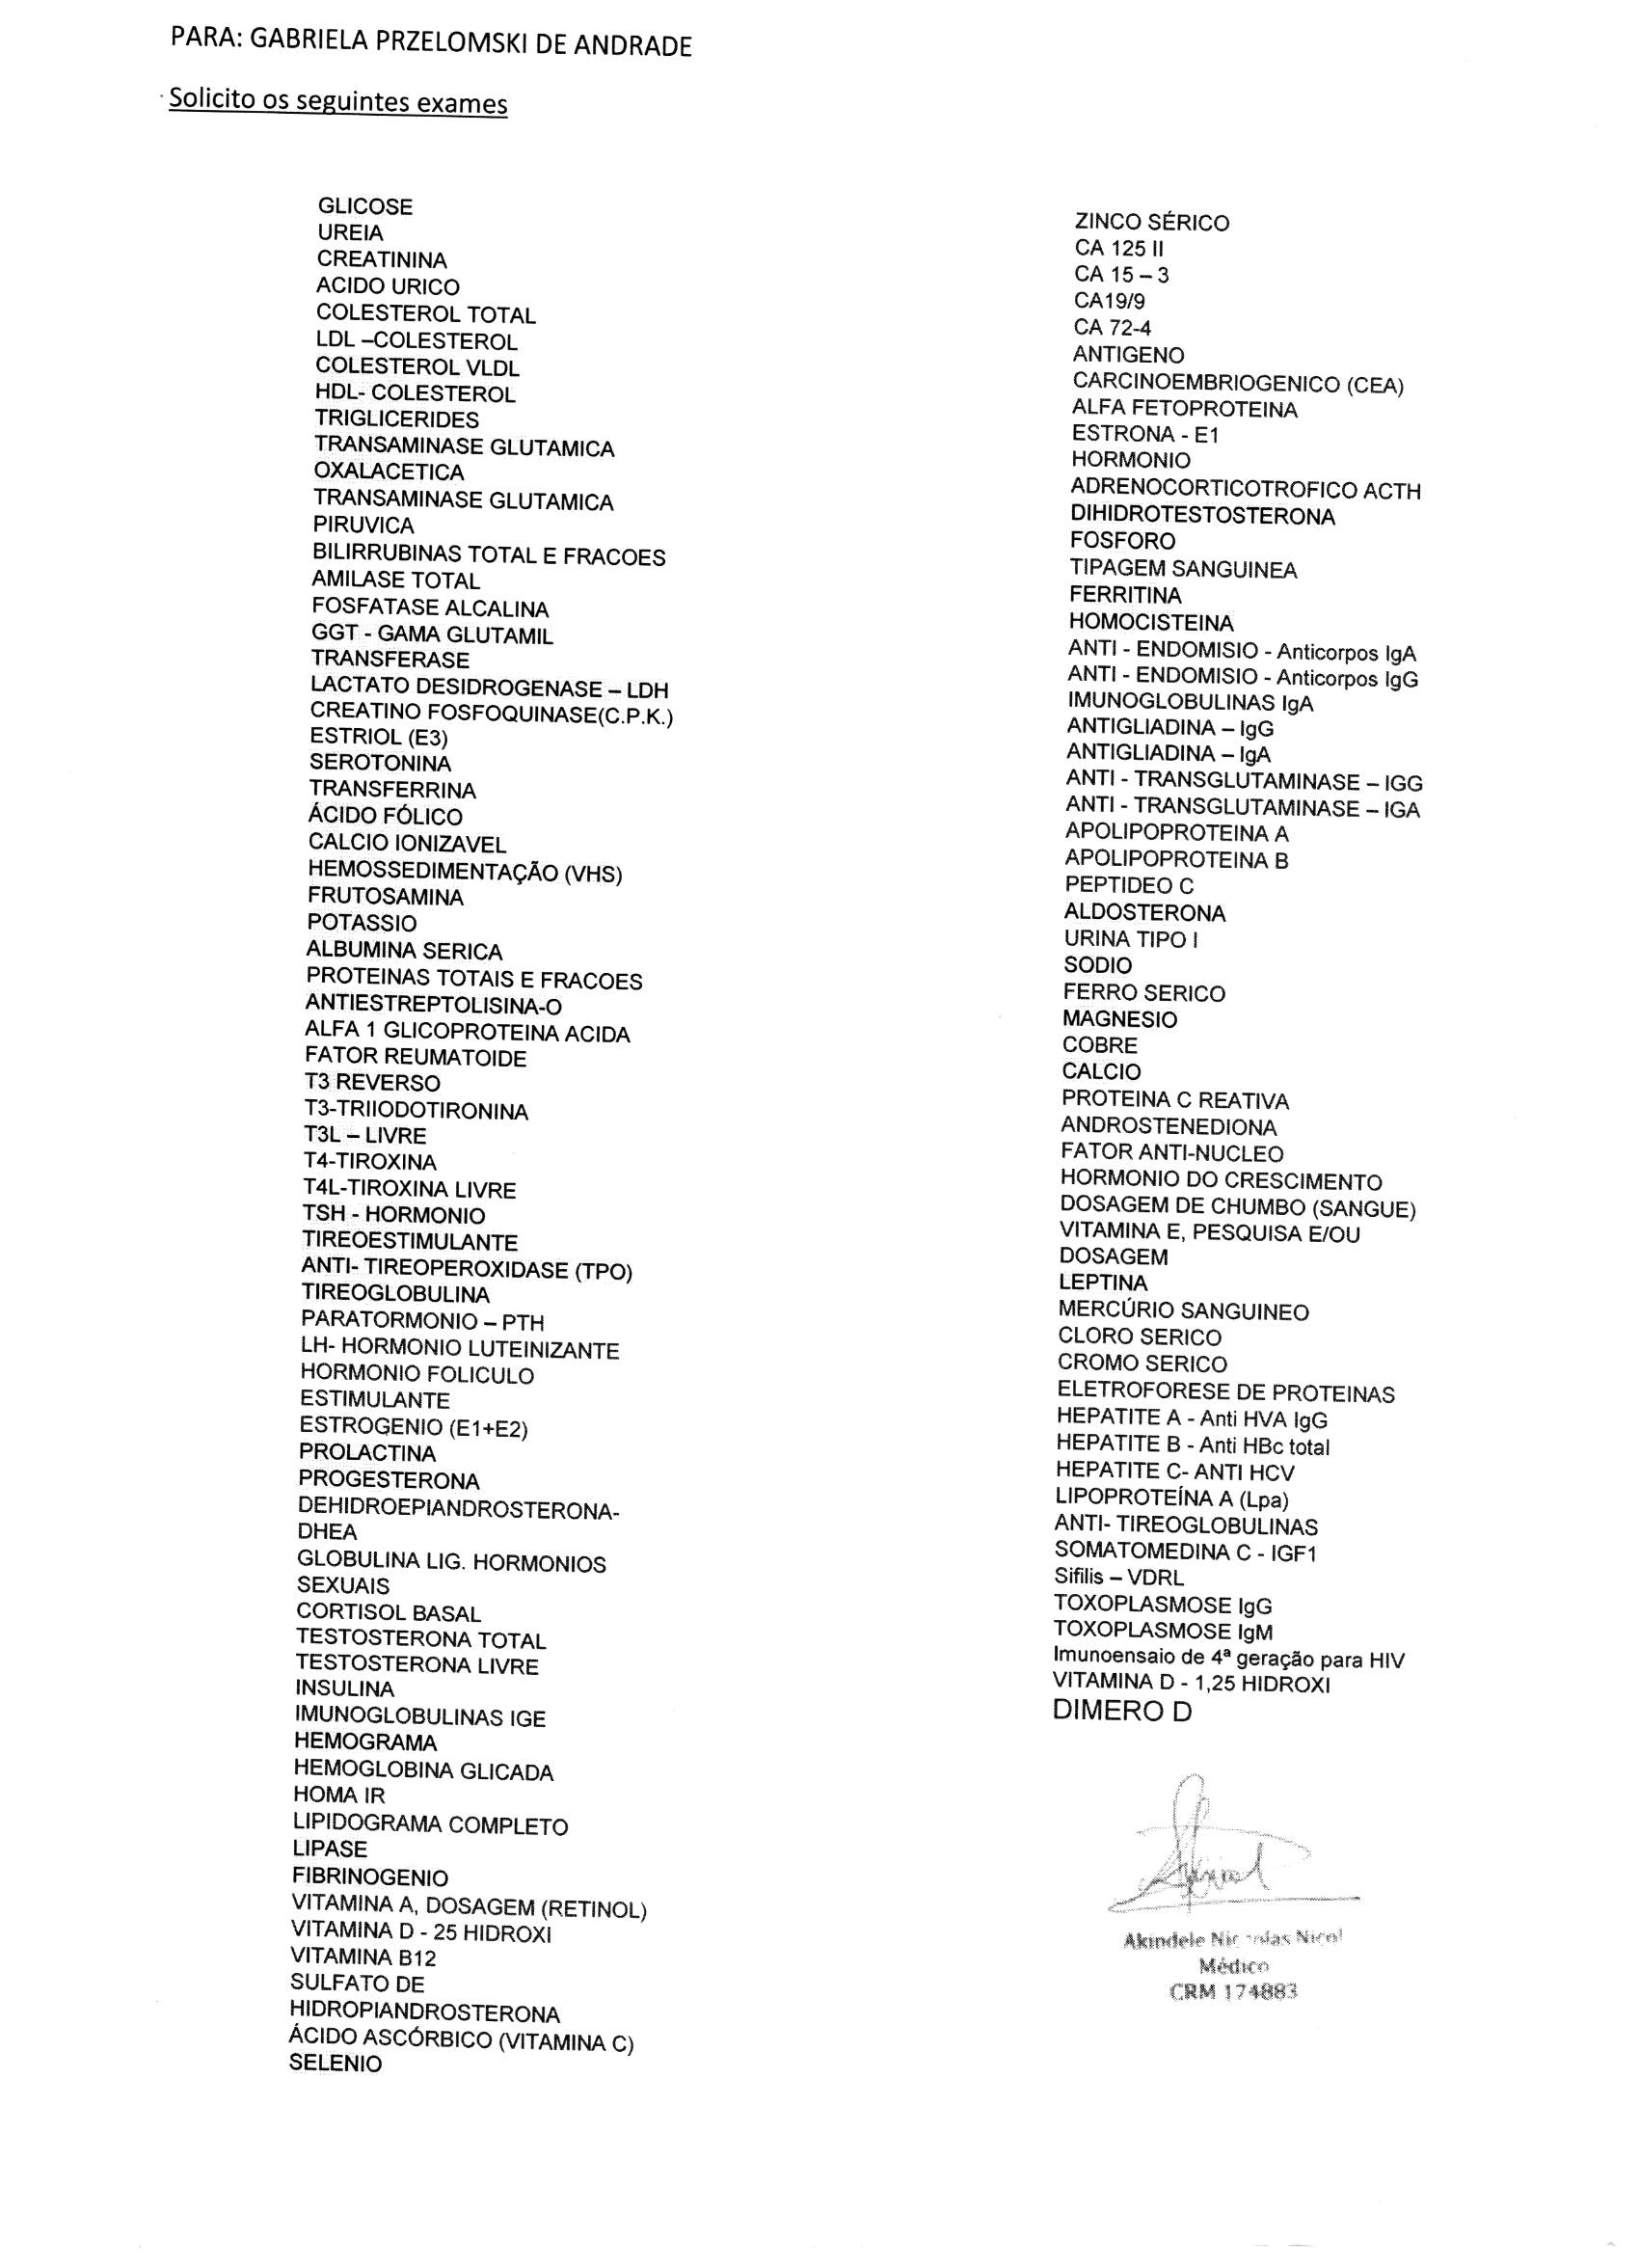 PARA: GABRIELA PRZELOMSKI DE ANDRADE
Solicito os seguintes exames
GLICOSE
UREIA
CREATININA
ACIDO URICO
COLESTEROL TOTAL
LDL –COLESTEROL
COLESTEROL VLDL
HDL- COLESTEROL
TRIGLICERIDES
TRANSAMINASE GLUTAMICA
OXALACETICA
TRANSAMINASE GLUTAMICA
PIRUVICA
BILIRRUBINAS TOTAL E FRACOES
AMILASE TOTAL
FOSFATASE ALCALINA
GGT - GAMA GLUTAMIL
TRANSFERASE
LACTATO DESIDROGENASE – LDH
CREATINO FOSFOQUINASE(C.P.K.)
ESTRIOL (E3)
SEROTONINA
TRANSFERRINA
ÁCIDO FÓLICO
CALCIO IONIZAVEL
HEMOSSEDIMENTAÇÃO (VHS)
FRUTOSAMINA
POTASSIO
ALBUMINA SERICA
PROTEINAS TOTAIS E FRACOES
ANTIESTREPTOLISINA-O
ALFA 1 GLICOPROTEINA ACIDA
FATOR REUMATOIDE
T3 REVERSO
T3-TRIIODOTIRONINA
T3L – LIVRE
T4-TIROXINA
T4L-TIROXINA LIVRE
TSH - HORMONIO
TIREOESTIMULANTE
ANTI- TIREOPEROXIDASE (TPO)
TIREOGLOBULINA
PARATORMONIO – PTH
LH- HORMONIO LUTEINIZANTE
HORMONIO FOLICULO
ESTIMULANTE
ESTROGENIO (E1+E2)
PROLACTINA
PROGESTERONA
DEHIDROEPIANDROSTERONA-
DHEA
GLOBULINA LIG. HORMONIOS
SEXUAIS
CORTISOL BASAL
TESTOSTERONA TOTAL
TESTOSTERONA LIVRE
INSULINA
IMUNOGLOBULINAS IGE
HEMOGRAMA
HEMOGLOBINA GLICADA
HOMA IR
LIPIDOGRAMA COMPLETO
LIPASE
FIBRINOGENIO
VITAMINA A, DOSAGEM (RETINOL)
VITAMINA D - 25 HIDROXI
VITAMINA B12
SULFATO DE
HIDROPIANDROSTERONA
ÁCIDO ASCÓRBICO (VITAMINA C)
SELENIO
ZINCO SÉRICO
CA 125 II
CA 15 – 3
CA19/9
CA 72-4
ANTIGENO
CARCINOEMBRIOGENICO (CEA)
ALFA FETOPROTEINA
ESTRONA - E1
HORMONIO
ADRENOCORTICOTROFICO ACTH
DIHIDROTESTOSTERONA
FOSFORO
TIPAGEM SANGUINEA
FERRITINA
HOMOCISTEINA
ANTI - ENDOMISIO - Anticorpos IgA
ANTI - ENDOMISIO - Anticorpos IgG
IMUNOGLOBULINAS IgA
ANTIGLIADINA – IgG
ANTIGLIADINA – IgA
ANTI - TRANSGLUTAMINASE – IGG
ANTI - TRANSGLUTAMINASE – IGA
APOLIPOPROTEINA A
APOLIPOPROTEINA B
PEPTIDEO C
ALDOSTERONA
URINA TIPO I
SODIO
FERRO SERICO
MAGNESIO
COBRE
CALCIO
PROTEINA C REATIVA
ANDROSTENEDIONA
FATOR ANTI-NUCLEO
HORMONIO DO CRESCIMENTO
DOSAGEM DE CHUMBO (SANGUE)
VITAMINA E, PESQUISA E/OU
DOSAGEM
LEPTINA
MERCÚRIO SANGUINEO
CLORO SERICO
CROMO SERICO
ELETROFORESE DE PROTEINAS
HEPATITE A - Anti HVA IgG
HEPATITE B - Anti HBc total
HEPATITE C- ANTI HCV
LIPOPROTEÍNA A (Lpa)
ANTI- TIREOGLOBULINAS
SOMATOMEDINA C - IGF1
Sifilis – VDRL
TOXOPLASMOSE IgG
TOXOPLASMOSE IgM
Imunoensaio de 4ª geração para HIV
VITAMINA D - 1,25 HIDROXI
DIMERO D
Akindele Nicol
Médico
CRM 174883